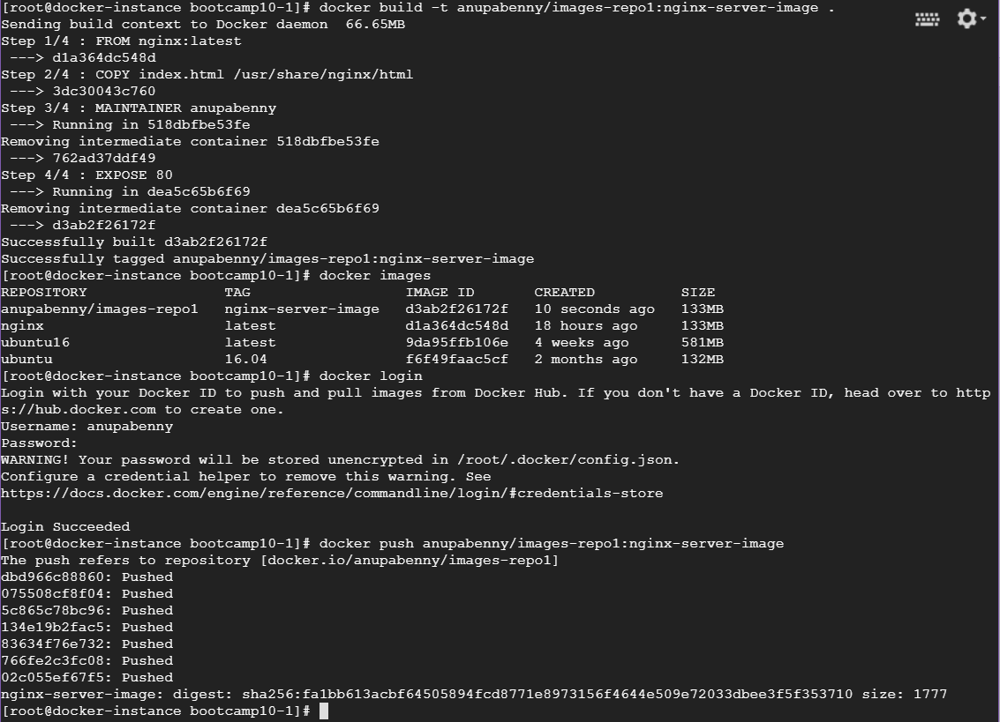 [root@docker-instance bootcamp10-1]# docker build -t anupabenny/images-repo1:nginx-server-image .
Sending build context to Docker daemon  66.65MB
Step 1/4 : FROM nginx:latest
 ---> d1a364dc548d
Step 2/4 : COPY index.html /usr/share/nginx/html
 ---> 3dc30043c760
Step 3/4 : MAINTAINER anupabenny
 ---> Running in 518dbfbe53fe
Removing intermediate container 518dbfbe53fe
 ---> 762ad37ddf49
Step 4/4 : EXPOSE 80
 ---> Running in dea5c65b6f69
Removing intermediate container dea5c65b6f69
 ---> d3ab2f26172f
Successfully built d3ab2f26172f
Successfully tagged anupabenny/images-repo1:nginx-server-image
[root@docker-instance bootcamp10-1]# docker images
REPOSITORY                TAG                  IMAGE ID       CREATED          SIZE
anupabenny/images-repo1   nginx-server-image   d3ab2f26172f   10 seconds ago   133MB
nginx                     latest               d1a364dc548d   18 hours ago     133MB
ubuntu16                  latest               9da95ffb106e   4 weeks ago      581MB
ubuntu                    16.04                f6f49faac5cf   2 months ago     132MB
[root@docker-instance bootcamp10-1]# docker login
Login with your Docker ID to push and pull images from Docker Hub. If you don't have a Docker ID, head over to http
s://hub.docker.com to create one.
Username: anupabenny
Password:
WARNING! Your password will be stored unencrypted in /root/.docker/config.json.
Configure a credential helper to remove this warning. See
https://docs.docker.com/engine/reference/commandline/login/#credentials-store

Login Succeeded
[root@docker-instance bootcamp10-1]# docker push anupabenny/images-repo1:nginx-server-image
The push refers to repository [docker.io/anupabenny/images-repo1]
dbd966c88860: Pushed
075508cf8f04: Pushed
5c865c78bc96: Pushed
134e19b2fac5: Pushed
83634f76e732: Pushed
766fe2c3fc08: Pushed
02c055ef67f5: Pushed
nginx-server-image: digest: sha256:fa1bb613acbf64505894fcd8771e8973156f4644e509e72033dbee3f5f353710 size: 1777
[root@docker-instance bootcamp10-1]#